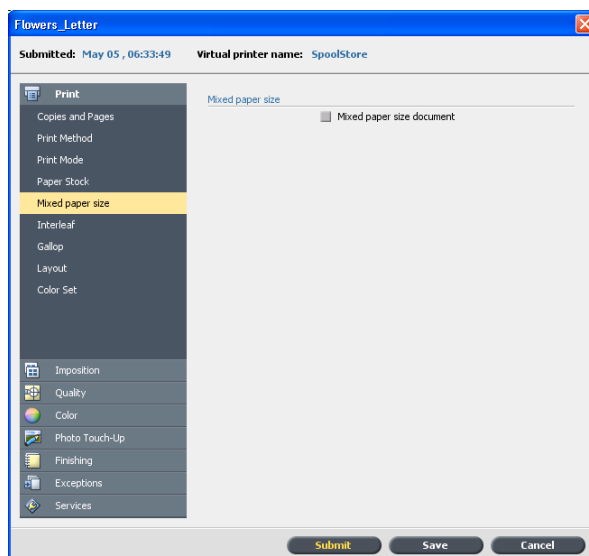 Flowers_Letter
Submitted: May 05 , 06:33:49 Virtual printer name: SpoolStore
Print
Copies and Pages
Print Method
Print Mode
Paper Stock
Mixed paper size
Interleaf
Gallop
Layout
Color Set
Imposition
Quality
Color
Photo Touch-Up
Finishing
Exceptions
Services
Mixed paper size
Mixed paper size document
Submit Save Cancel